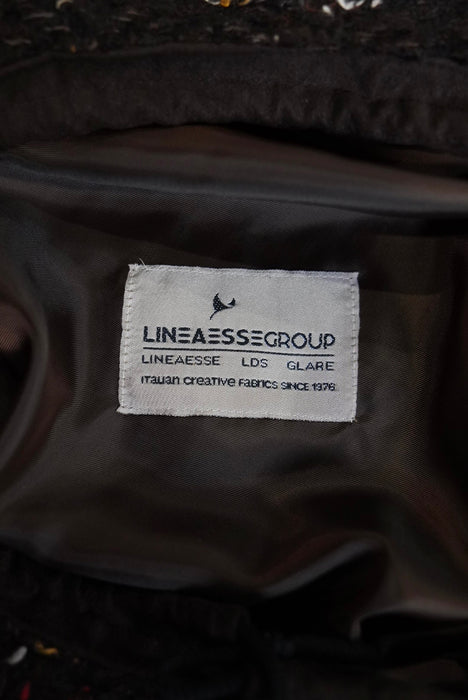 LINEAESSEGROUP
LINEAESSE LDS GLARE
ITALIAN CREATIVE FABRICS SINCE 1976